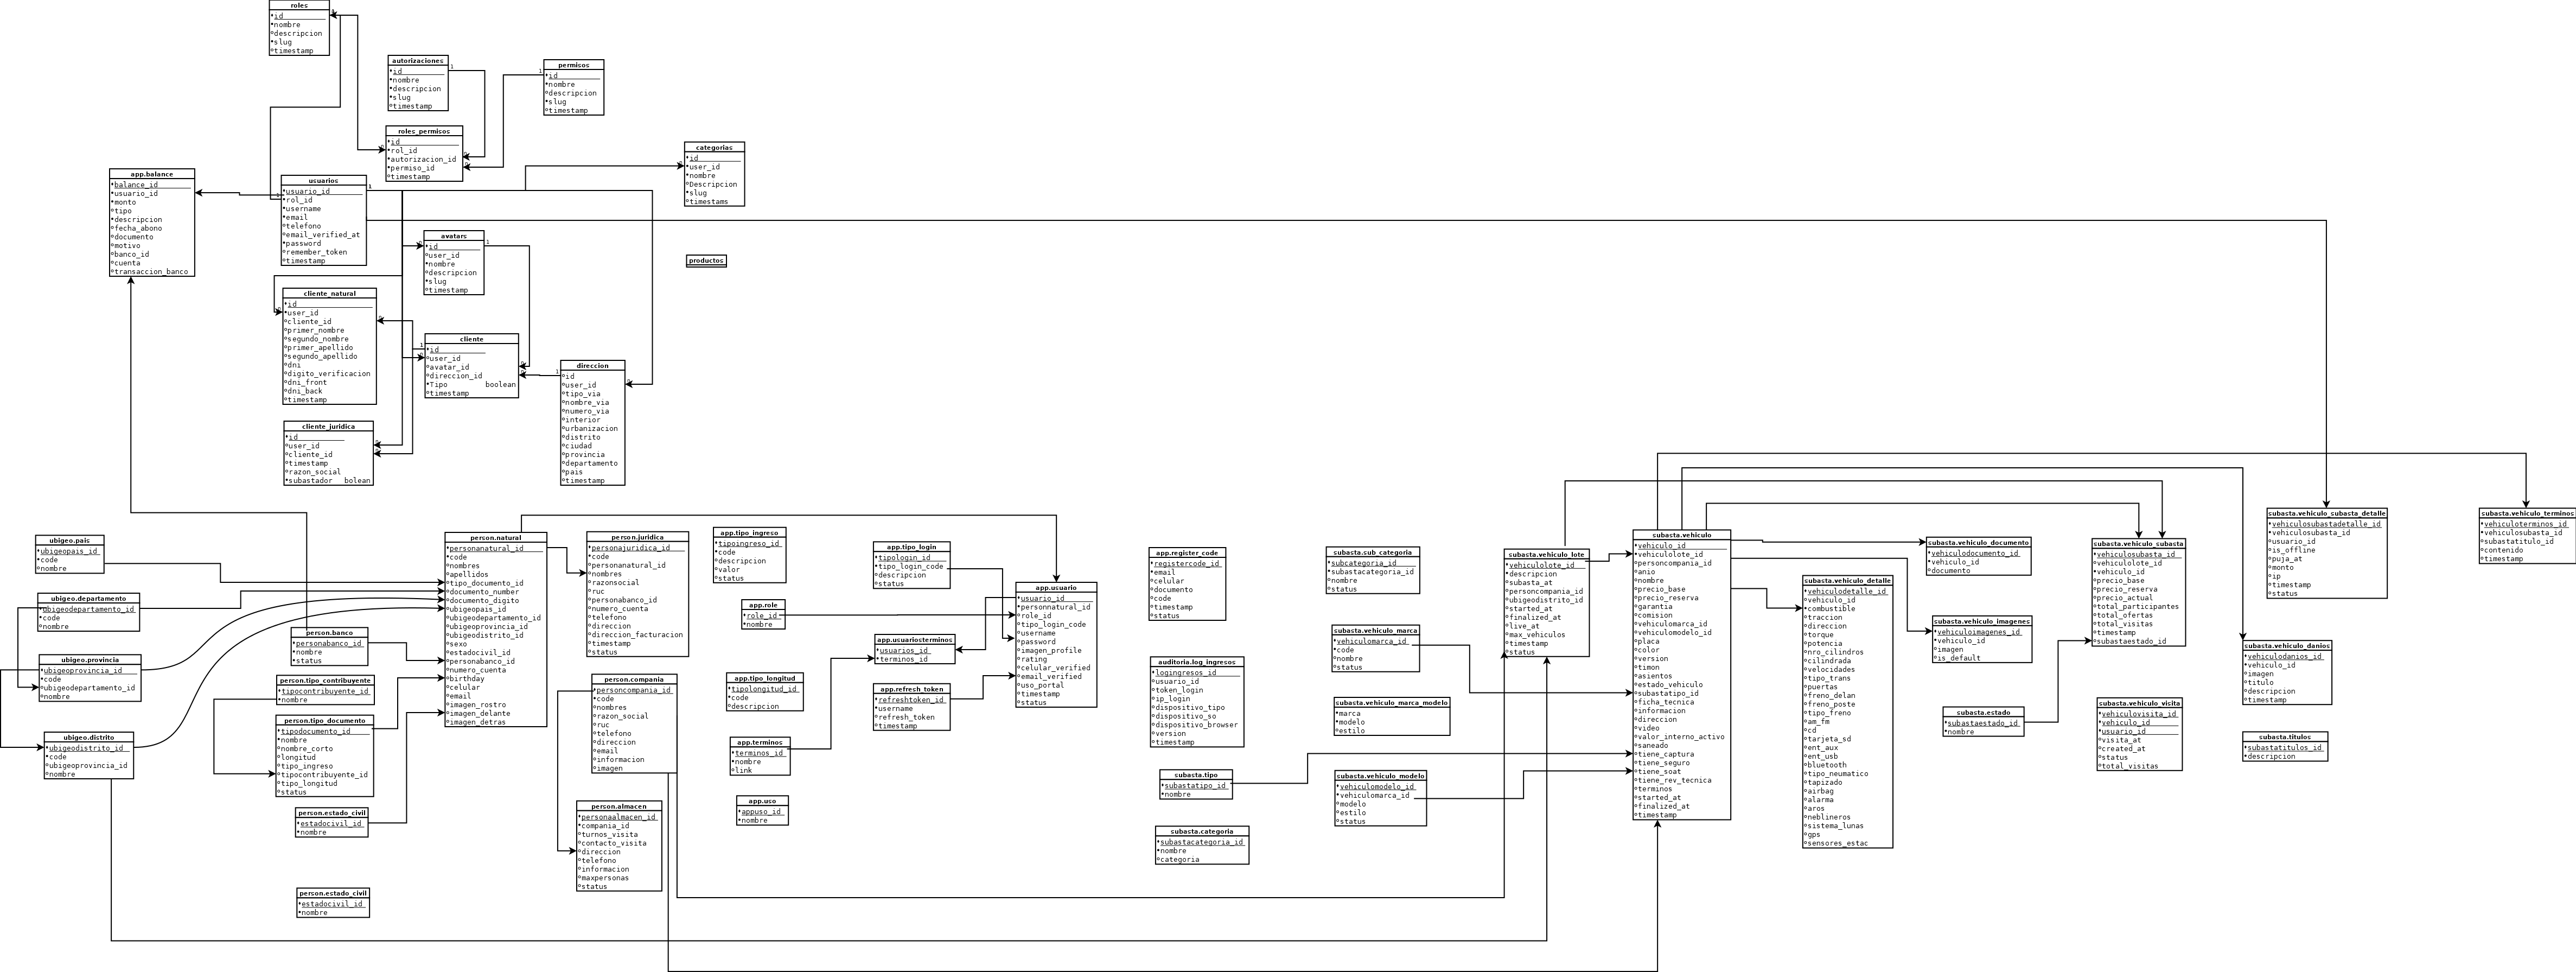 roles
id
nombre
descripcion
slug
timestamp
autorizaciones
id
nombre
descripcion
slug
timestamp
permisos
id
nombre
descripcion
slug
timestamp
roles_permisos
id
rol_id
autorizacion_id
permiso_id
timestamp
categorias
id
user_id
nombre
Descripcion
slug
timestams
app.balance
balance_id
usuario_id
monto
tipo
descripcion
fecha_abono
documento
motivo
banco_id
cuenta
transaccion_banco
usuarios
usuario_id
rol_id
username
email
telefono
email_verified_at
password
remember_token
timestamp
avatars
id
user_id
nombre
descripcion
slug
timestamp
productos
cliente_natural
id
user_id
cliente_id
primer_nombre
segundo_nombre
primer_apellido
segundo_apellido
dni
digito_verificacion
dni_front
dni_back
timestamp
cliente
id
user_id
avatar_id
direccion_id
Tipo boolean
timestamp
direccion
id
user_id
tipo_via
nombre_via
numero_via
interior
urbanizacion
distrito
ciudad
provincia
departamento
pais
timestamp
cliente_juridica
id
user_id
cliente_id
timestamp
razon_social
subastador bolean
ubigeo.pais
ubigeopais_id
code
nombre
ubigeo.departamento
ubigeodepartamento_id
code
nombre
ubigeo.provincia
ubigeoprovincia_id
code
ubigeodepartamento_id
nombre
ubigeo.distrito
ubigeodistrito_id
code
ubigeoprovincia_id
nombre
person.banco
personabanco_id
nombre
status
person.tipo_contribuyente
tipocontribuyente_id
nombre
person.tipo_documento
tipodocumento_id
nombre
nombre_corto
longitud
tipo_ingreso
tipocontribuyente_id
tipo_longitud
status
person.estado_civil
estadocivil_id
nombre
person.estado_civil
estadocivil_id
nombre
person.natural
personanatural_id
code
nombres
apellidos
tipo_documento_id
documento_number
documento_digito
ubigeopais_id
ubigeodepartamento_id
ubigeoprovincia_id
ubigeodistrito_id
sexo
estadocivil_id
personabanco_id
numero_cuenta
birthday
celular
email
imagen_rostro
imagen_delante
imagen_detras
person.juridica
personajuridica_id
code
personanatural_id
nombres
razonsocial
ruc
personabanco_id
numero_cuenta
telefono
direccion
direccion_facturacion
timestamp
status
person.compania
personcompania_id
code
nombres
razon_social
ruc
telefono
direccion
email
informacion
imagen
person.almacen
personaalmacen_id
compania_id
turnos_visita
contacto_visita
direccion
telefono
informacion
maxpersonas
status
app.tipo_ingreso
tipoingreso_id
code
descripcion
valor
status
app.role
role_id
nombre
app.tipo_longitud
tipolongitud_id
code
descripcion
app.terminos
terminos_id
nombre
link
app.uso
appuso_id
nombre
app.tipo_login
tipologin_id
tipo_login_code
descripcion
status
app.usuariosterminos
usuarios_id
terminos_id
app.refresh_token
refreshtoken_id
username
refresh_token
timestamp
app.usuario
usuario_id
personnatural_id
role_id
tipo_login_code
username
password
imagen_profile
rating
celular_verified
email_verified
uso_portal
timestamp
status
app.register_code
registercode_id
email
celular
documento
code
timestamp
status
auditoria.log_ingresos
logingresos_id
usuario_id
token_login
ip_login
dispositivo_tipo
dispositivo_so
dispositivo_browser
version
timestamp
subasta.tipo
subastatipo_id
nombre
subasta.categoria
subastacategoria_id
nombre
categoria
subasta.sub_categoria
subcategoria_id
subastacategoria_id
nombre
status
subasta.vehiculo_marca
vehiculomarca_id
code
nombre
status
subasta.vehiculo_marca_modelo
marca
modelo
estilo
subasta.vehiculo_modelo
vehiculomodelo_id
vehiculomarca_id
modelo
estilo
status
subasta.vehiculo_lote
vehiculolote_id
descripcion
subasta_at
personcompania_id
ubigeodistrito_id
started_at
finalized_at
live_at
max_vehiculos
timestamp
status
subasta.vehiculo
vehiculo_id
vehiculolote_id
personcompania_id
anio
nombre
precio_base
precio_reserva
garantia
comision
vehiculomarca_id
vehiculomodelo_id
placa
color
version
timon
asientos
estado_vehiculo
subastatipo_id
ficha_tecnica
informacion
direccion
video
valor_interno_activo
saneado
tiene_captura
tiene_seguro
tiene_soat
tiene_rev_tecnica
terminos
started_at
finalized_at
timestamp
subasta.vehiculo_detalle
vehiculodetalle_id
vehiculo_id
combustible
traccion
direccion
torque
potencia
nro_cilindros
cilindrada
velocidades
tipo_trans
puertas
freno_delan
freno_poste
tipo_freno
am_fm
cd
tarjeta_sd
ent_aux
ent_usb
bluetooth
tipo_neumatico
tapizado
airbag
alarma
aros
neblineros
sistema_lunas
gps
sensores_estac
subasta.vehiculo_documento
vehiculodocumento_id
vehiculo_id
documento
subasta.vehiculo_imagenes
vehiculoimagenes_id
vehiculo_id
imagen
is_default
subasta.estado
subastaestado_id
nombre
subasta.vehiculo_subasta
vehiculosubasta_id
vehiculolote_id
vehiculo_id
precio_base
precio_reserva
precio_actual
total_participantes
total_ofertas
total_visitas
timestamp
subastaestado_id
subasta.vehiculo_visita
vehiculovisita_id
vehiculo_id
usuario_id
visita_at
created_at
status
total_visitas
subasta.vehiculo_subasta_detalle
vehiculosubastadetalle_id
vehiculosubasta_id
usuario_id
is_offline
puja_at
monto
ip
timestamp
status
subasta.vehiculo_danios
vehiculodanios_id
vehiculo_id
imagen
titulo
descripcion
timestamp
subasta.titulos
subastatitulos_id
descripcion
subasta.vehiculo_terminos
vehiculoterminos_id
vehiculosubasta_id
subastatitulo_id
contenido
timestamp